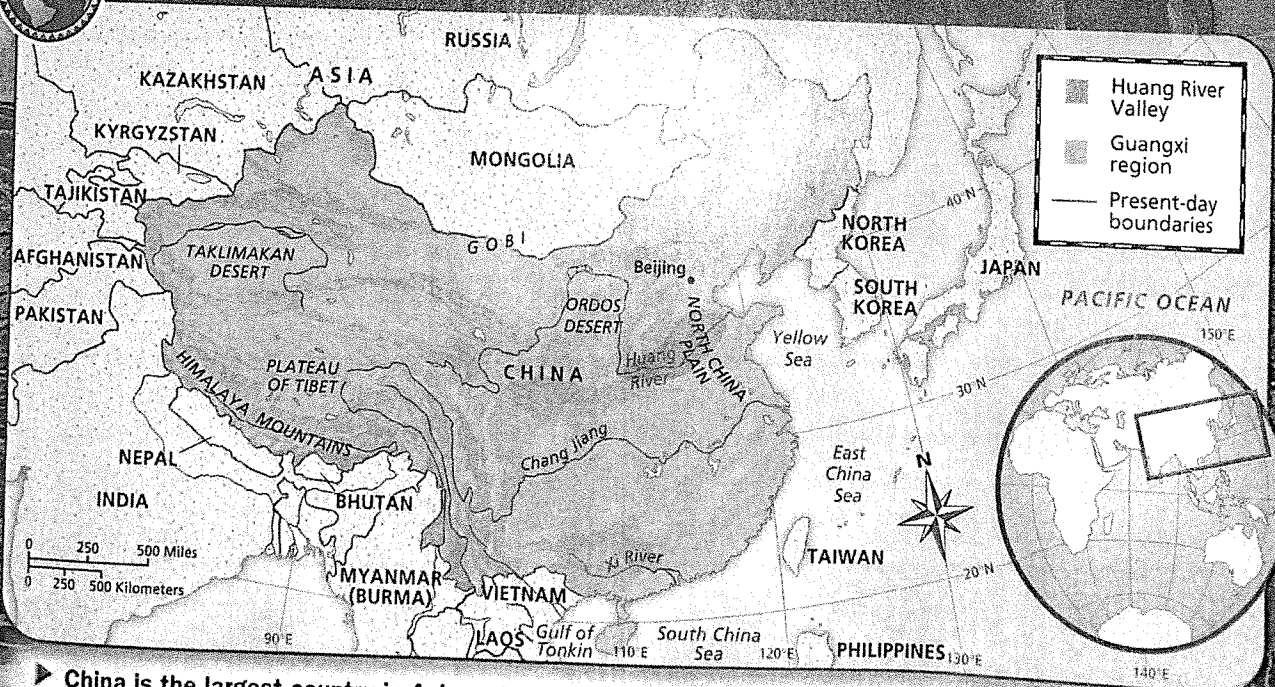 RUSSIA
KAZAKHSTAN
ASIA
KYRGYZSTAN
MONGOLIA
TAJIKISTAN
GOBI
AFGHANISTAN
TAKLIMAKAN
DESERT
PAKISTAN
Beijing
ORDOS
DESERT
NORTH CHINA
PLAIN
Huang
River
NORTH
KOREA
SOUTH
KOREA
JAPAN
Yellow
Sea
PACIFIC OCEAN
HIMALAYA MOUNTAINS
PLATEAU
OF TIBET
CHINA
Chang Jiang
NEPAL
BHUTAN
INDIA
East
China
Sea
N
TAIWAN
Xi River
MYANMAR
(BURMA)
VIETNAM
LAOS
Gulf of
Tonkin
South China
Sea
PHILIPPINES
40°N
30°N
20°N
90°E
110°E
120°E
130°E
140°E
150°E
0 250 500 Miles
0 250 500 Kilometers
Huang River
Valley
Guangxi
region
Present-day
boundaries
China is the largest country in